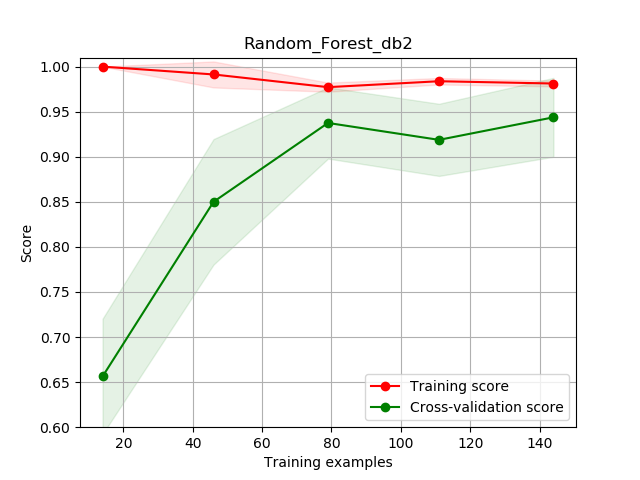 Random_Forest_db2
1.00
0.95
0.90
0.85
0.80
0.75
0.70
0.65
0.60
Score
20 40 60 80 100 120 140
Training examples
Training score
Cross-validation score